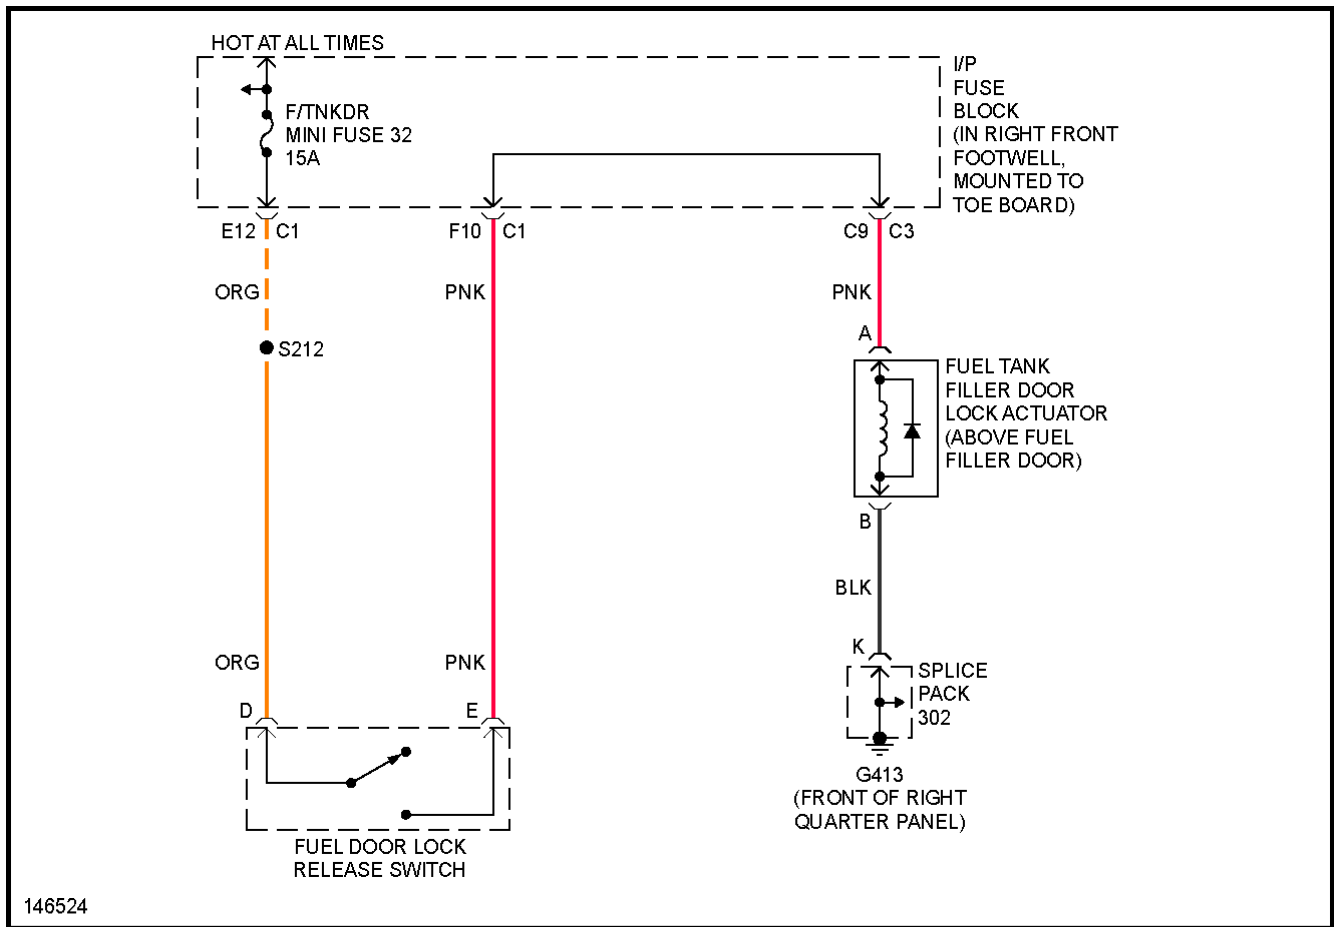 HOT AT ALL TIMES
F/TNKDR
MINI FUSE 32
15A
I/P
FUSE
BLOCK
(IN RIGHT FRONT
FOOTWELL,
MOUNTED TO
TOE BOARD)
E12 C1
F10 C1
C9 C3
ORG
PNK
PNK
S212
A
FUEL TANK
FILLER DOOR
LOCK ACTUATOR
(ABOVE FUEL
FILLER DOOR)
B
BLK
K
SPLICE
PACK
302
G413
(FRONT OF RIGHT
QUARTER PANEL)
ORG
PNK
D
E
FUEL DOOR LOCK
RELEASE SWITCH
146524